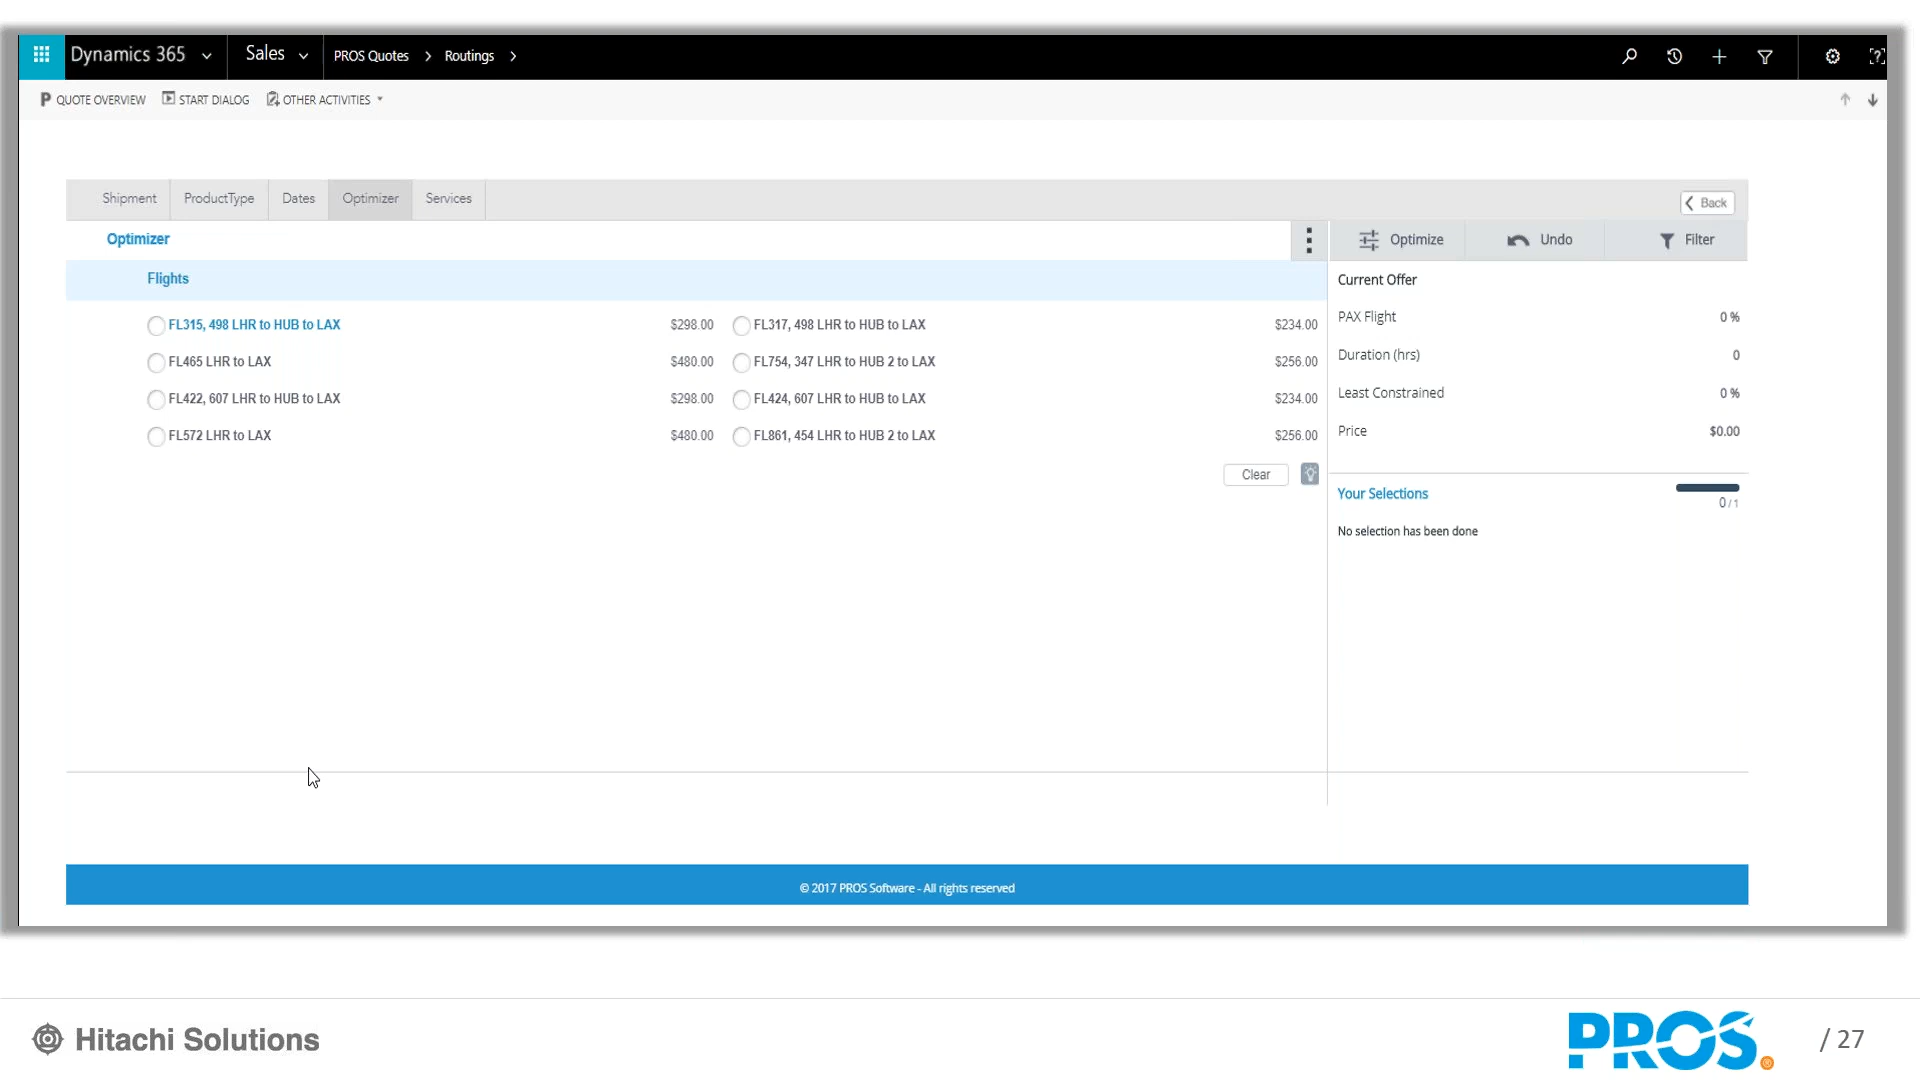 Dynamics 365
Sales
PROS Quotes > Routings >
QUOTE OVERVIEW
START DIALOG
OTHER ACTIVITIES
Shipment
ProductType
Dates
Optimizer
Services
Back
Optimizer
Optimize
Undo
Filter
Flights
FL315, 498 LHR to HUB to LAX $298.00
FL317, 498 LHR to HUB to LAX $234.00
FL465 LHR to LAX $480.00
FL754, 347 LHR to HUB 2 to LAX $256.00
FL422, 607 LHR to HUB to LAX $298.00
FL424, 607 LHR to HUB to LAX $234.00
FL572 LHR to LAX $480.00
FL861, 454 LHR to HUB 2 to LAX $256.00
Clear
Current Offer
PAX Flight 0 %
Duration (hrs) 0
Least Constrained 0 %
Price $0.00
Your Selections
0 / 1
No selection has been done
© 2017 PROS Software - All rights reserved
Hitachi Solutions
PROS
/ 27